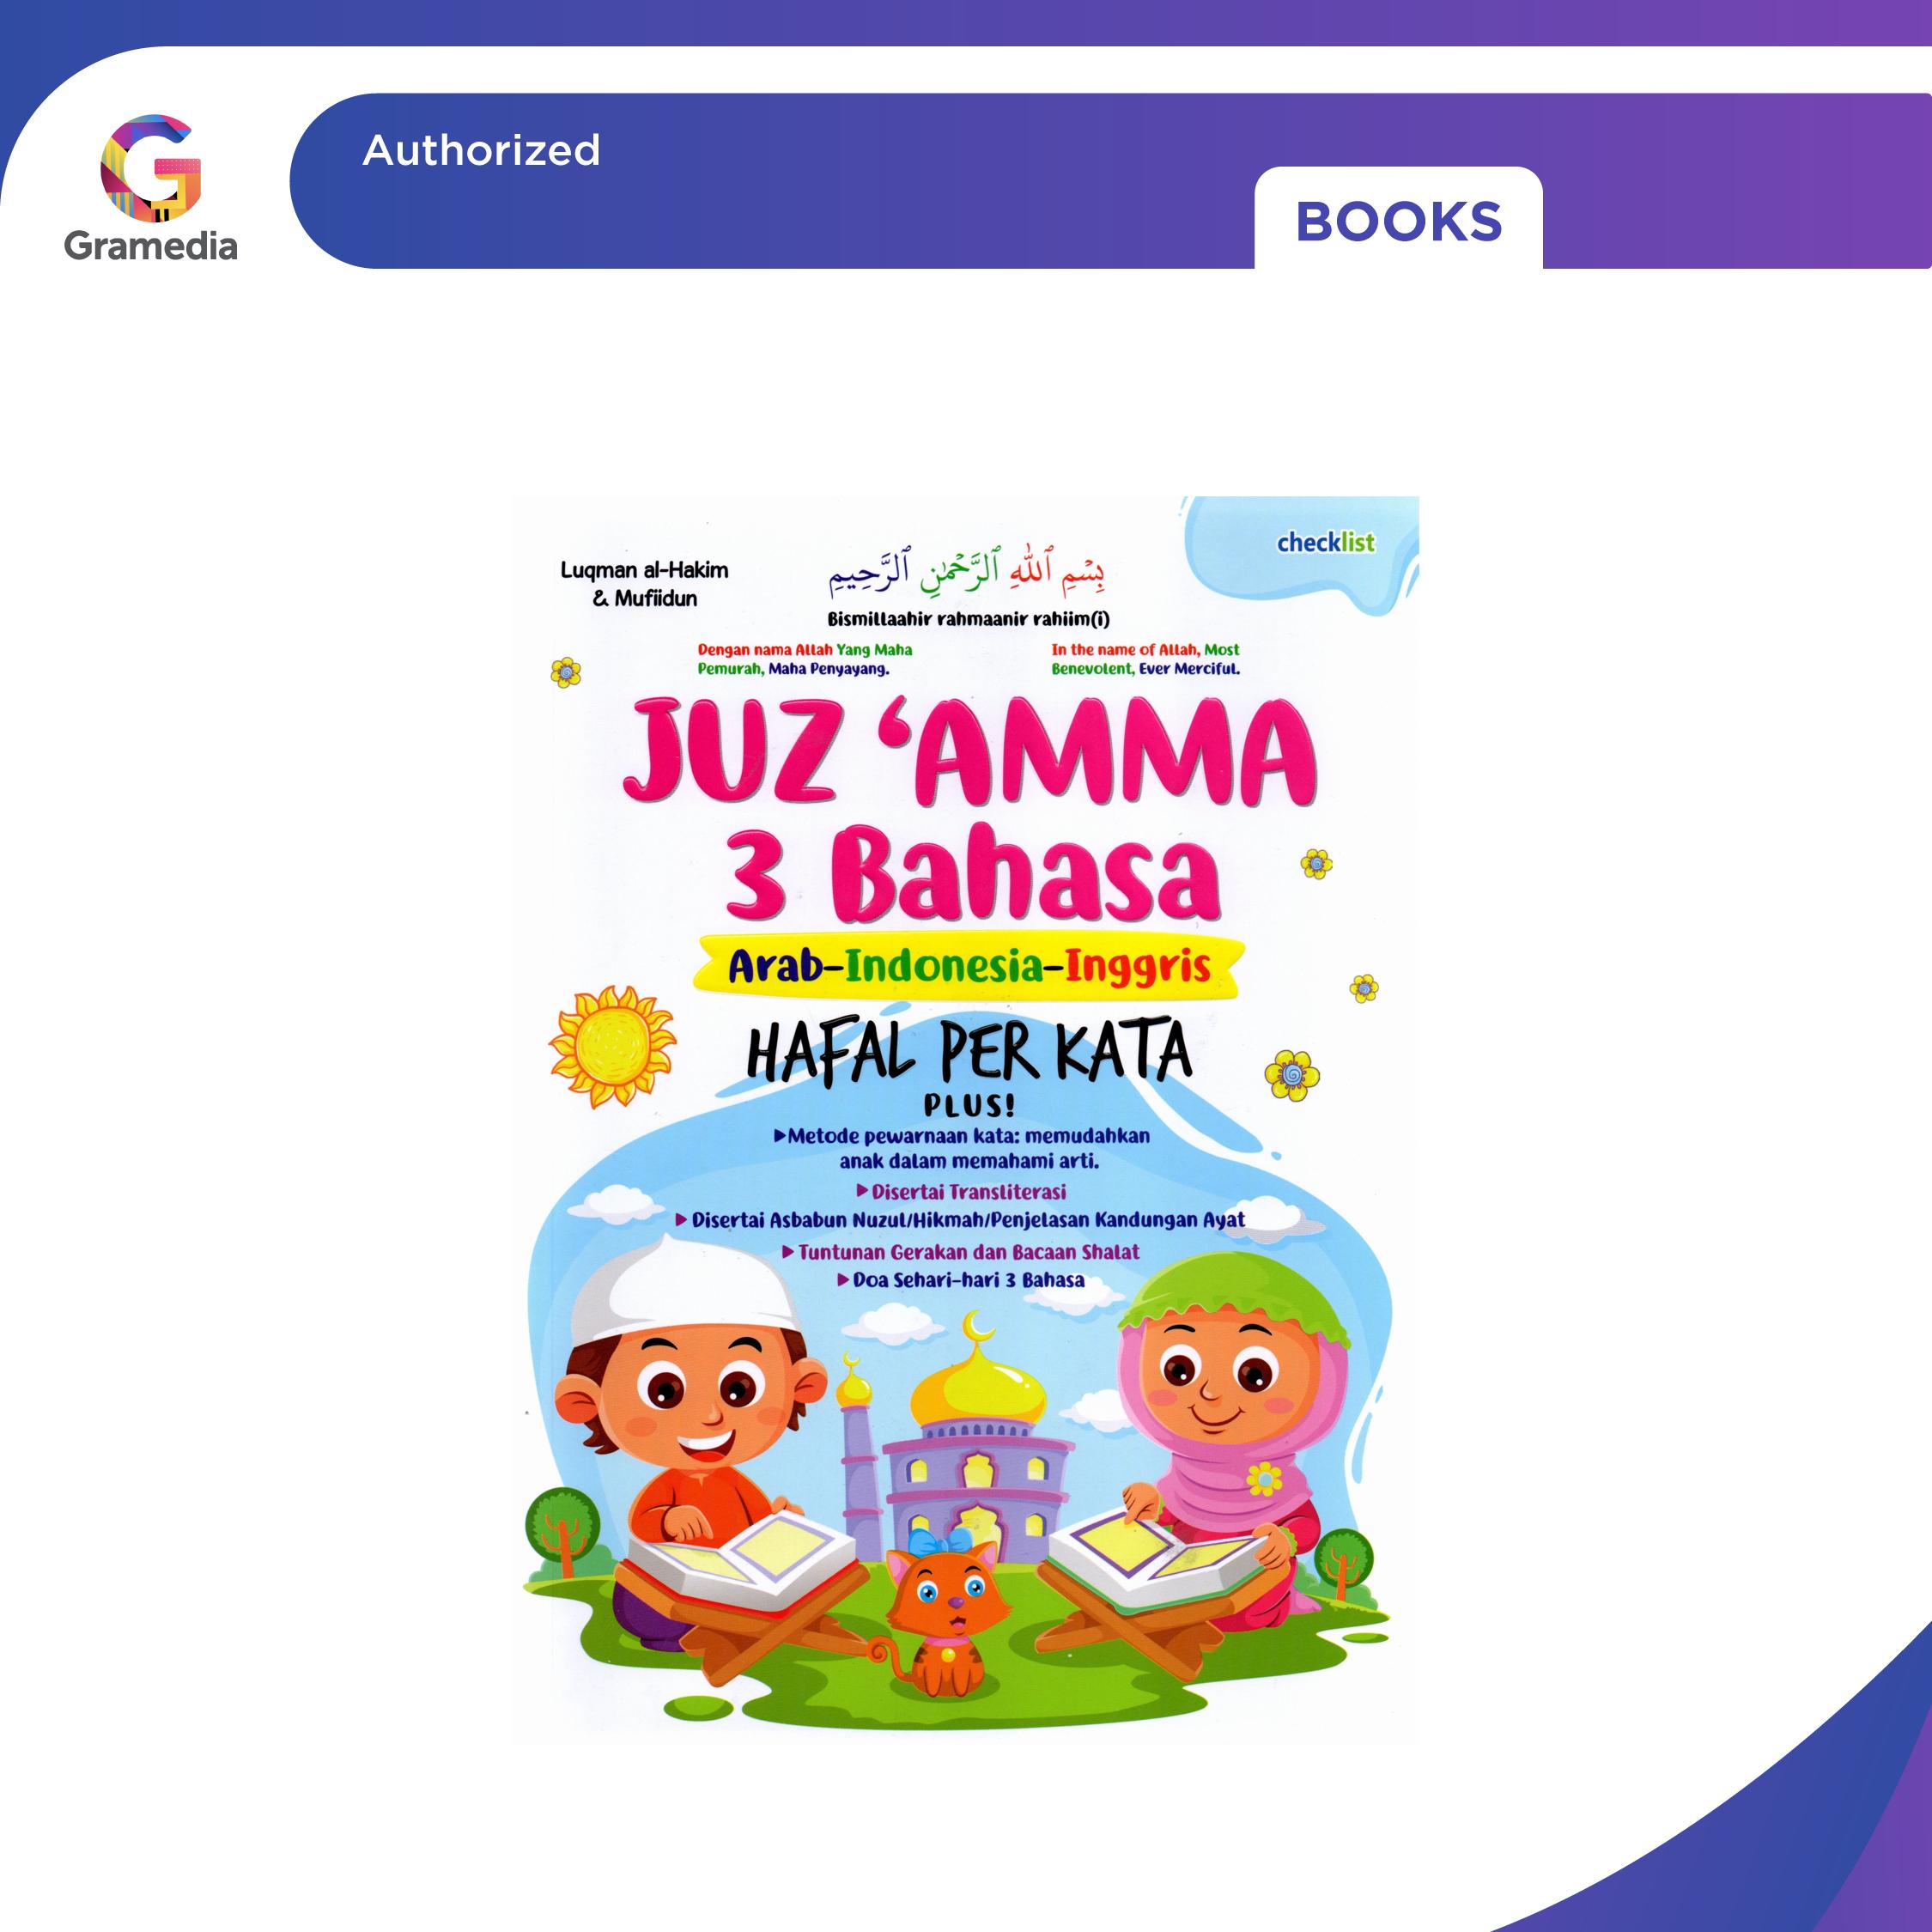 Gramedia
Authorized
BOOKS
checklist
Luqman al-Hakim
& Mufiidun
بِسْمِ ٱللَّهِ ٱلرَّحْمَٰنِ ٱلرَّحِيمِ
Bismillaahir rahmaanir rahiim(i)
Dengan nama Allah Yang Maha
Pemurah, Maha Penyayang.
In the name of Allah, Most
Benevolent, Ever Merciful.
JUZ ‘AMMA
3 Bahasa
Arab-Indonesia-Inggris
HAFAL PER KATA
PLUS!
▶Metode pewarnaan kata: memudahkan
anak dalam memahami arti.
▶Disertai Transliterasi
▶Disertai Asbabun Nuzul/Hikmah/Penjelasan Kandungan Ayat
▶Tuntunan Gerakan dan Bacaan Shalat
▶Doa Sehari-hari 3 Bahasa